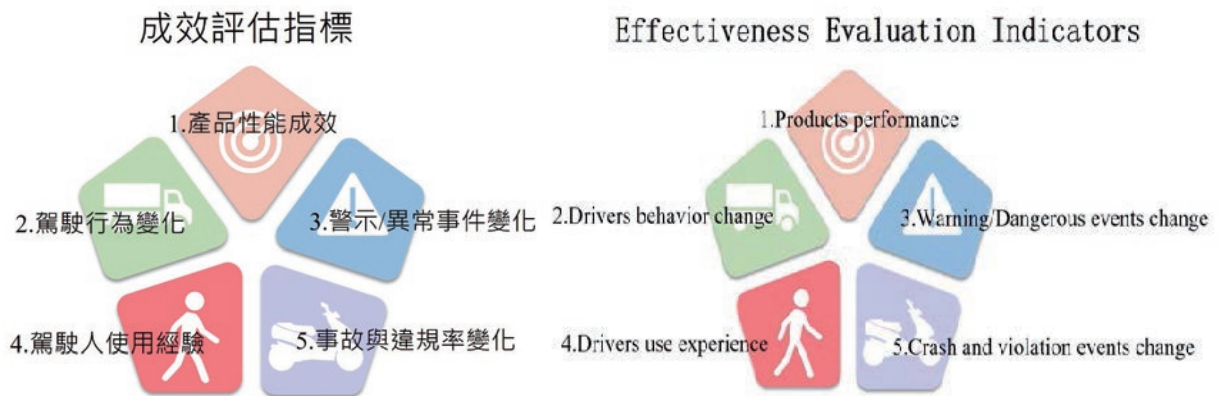 成效評估指標
1.產品性能成效
2.駕駛行為變化
3.警示/異常事件變化
4.駕駛人使用經驗
5.事故與違規率變化
Effectiveness Evaluation Indicators
1.Products performance
2.Drivers behavior change
3.Warning/Dangerous events change
4.Drivers use experience
5.Crash and violation events change